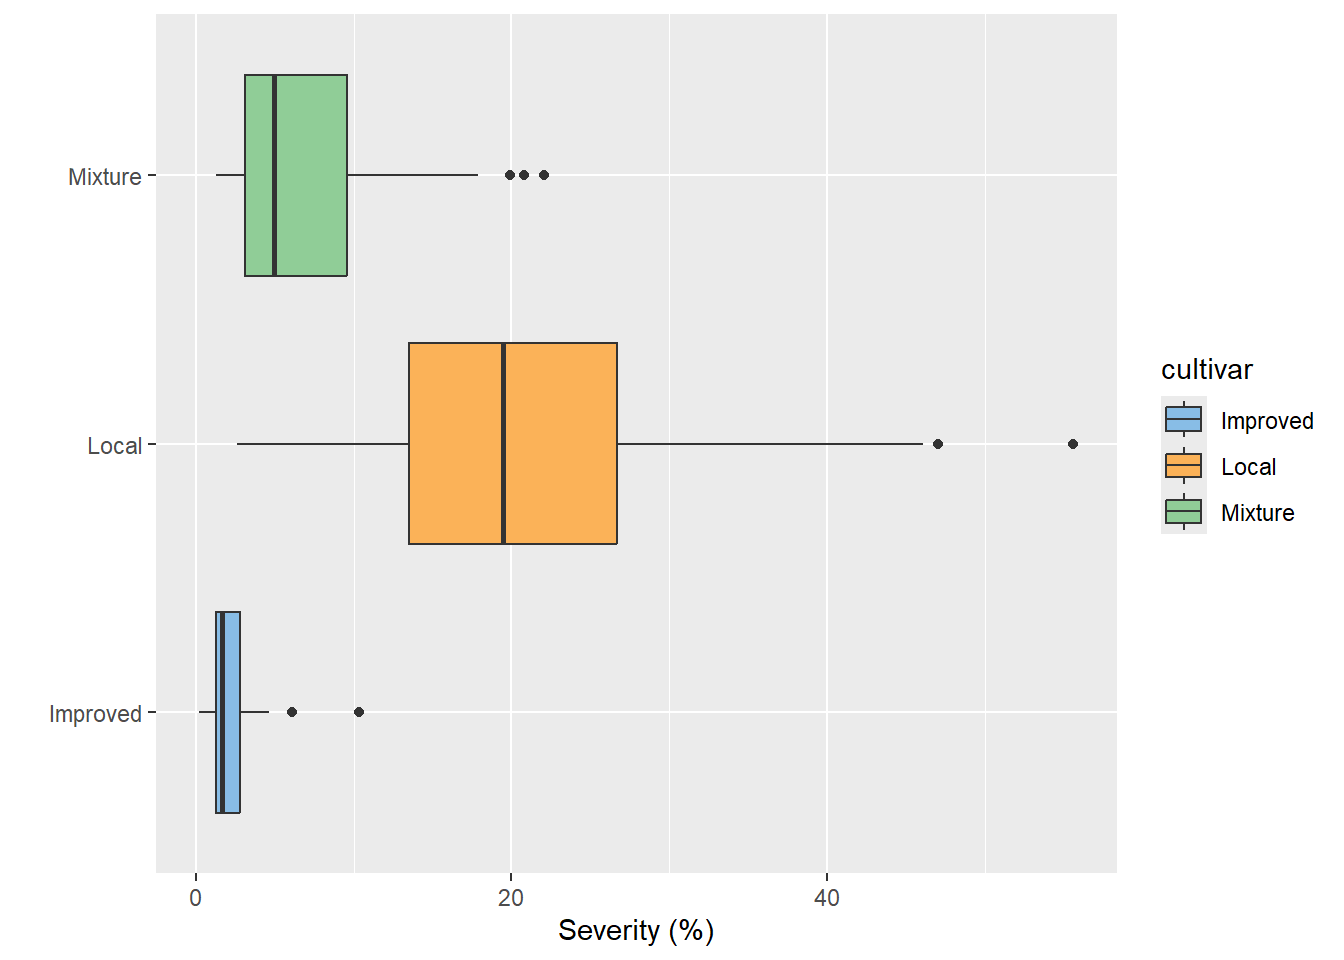 Mixture
Local
Improved
0 20 40
Severity (%)
cultivar
Improved
Local
Mixture